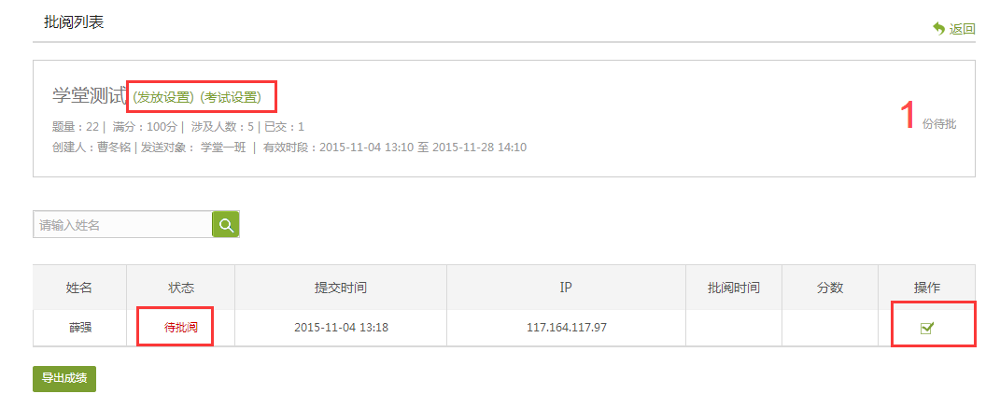 批阅列表
返回
学堂测试 (发放设置) (考试设置)
题量：22 | 满分：100分 | 涉及人数：5 | 已交：1
1 份待批
创建人：曹冬铭 | 发送对象： 学堂一班 | 有效时段：2015-11-04 13:10 至 2015-11-28 14:10
请输入姓名
姓名 状态 提交时间 IP 批阅时间 分数 操作
薛强 待批阅 2015-11-04 13:18 117.164.117.97
导出成绩